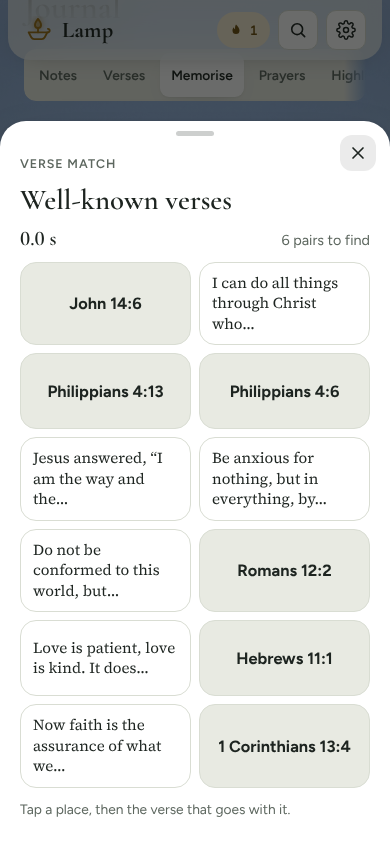 Journal
Lamp
1
Notes
Verses
Memorise
Prayers
High
VERSE MATCH
Well-known verses
0.0 s
6 pairs to find
John 14:6
I can do all things
through Christ
who...
Philippians 4:13
Philippians 4:6
Jesus answered, “I
am the way and
the...
Be anxious for
nothing, but in
everything, by...
Do not be
conformed to this
world, but...
Romans 12:2
Love is patient, love
is kind. It does...
Hebrews 11:1
Now faith is the
assurance of what
we...
1 Corinthians 13:4
Tap a place, then the verse that goes with it.